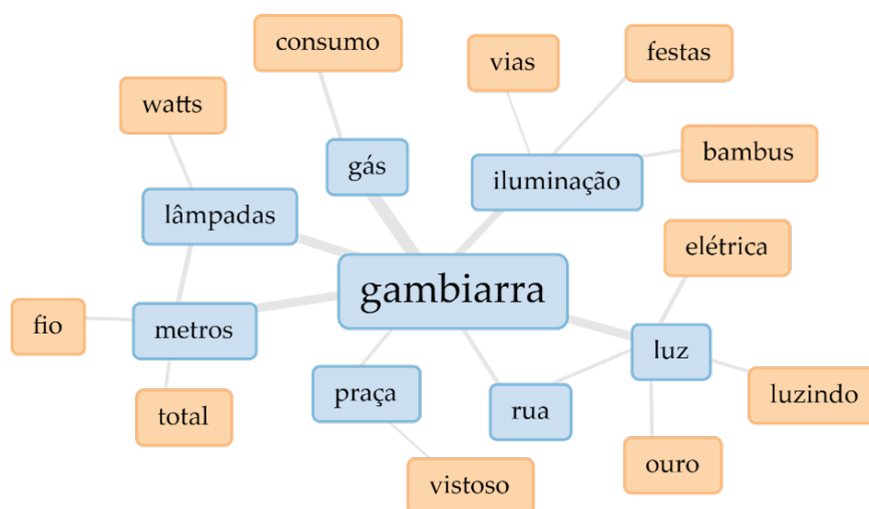 consumo
vias
festas
watts
gás
iluminação
bambus
lâmpadas
elétrica
gambiarra
fio
metros
luz
praça
rua
luzindo
total
ouro
vistoso